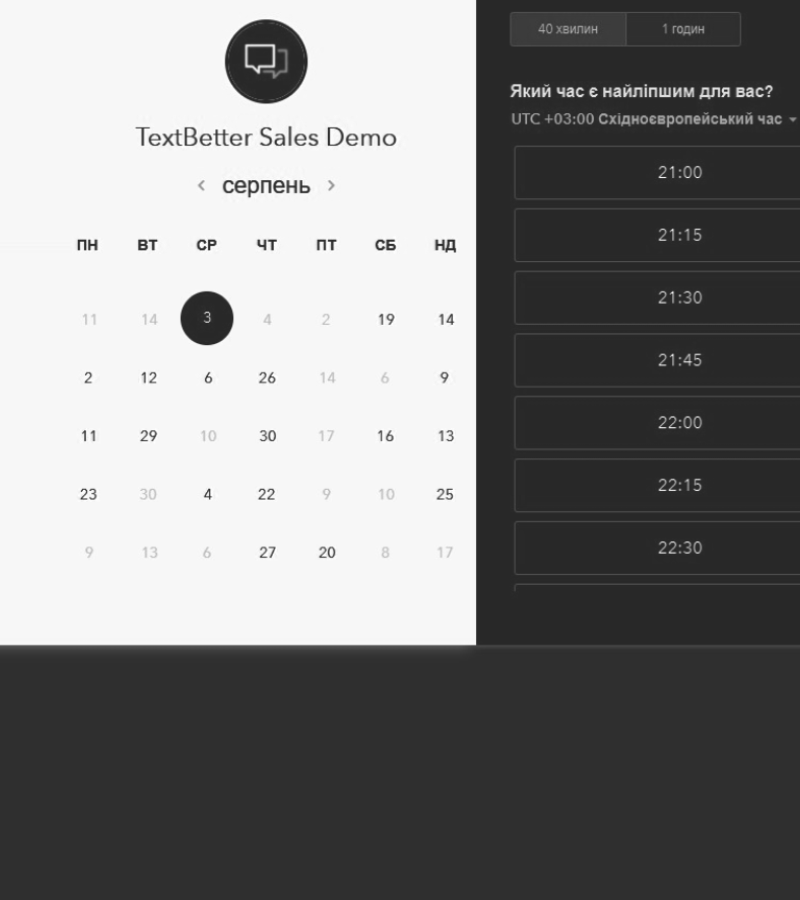 TextBetter Sales Demo
серпень
ПН ВТ СР ЧТ ПТ СБ НД
11 14 3 4 2 19 14
2 12 6 26 14 6 9
11 29 10 30 17 16 13
23 30 4 22 9 10 25
9 13 6 27 20 8 17
40 хвилин 1 годин
Який час є найліпшим для вас?
UTC +03:00 Східноєвропейський час
21:00
21:15
21:30
21:45
22:00
22:15
22:30